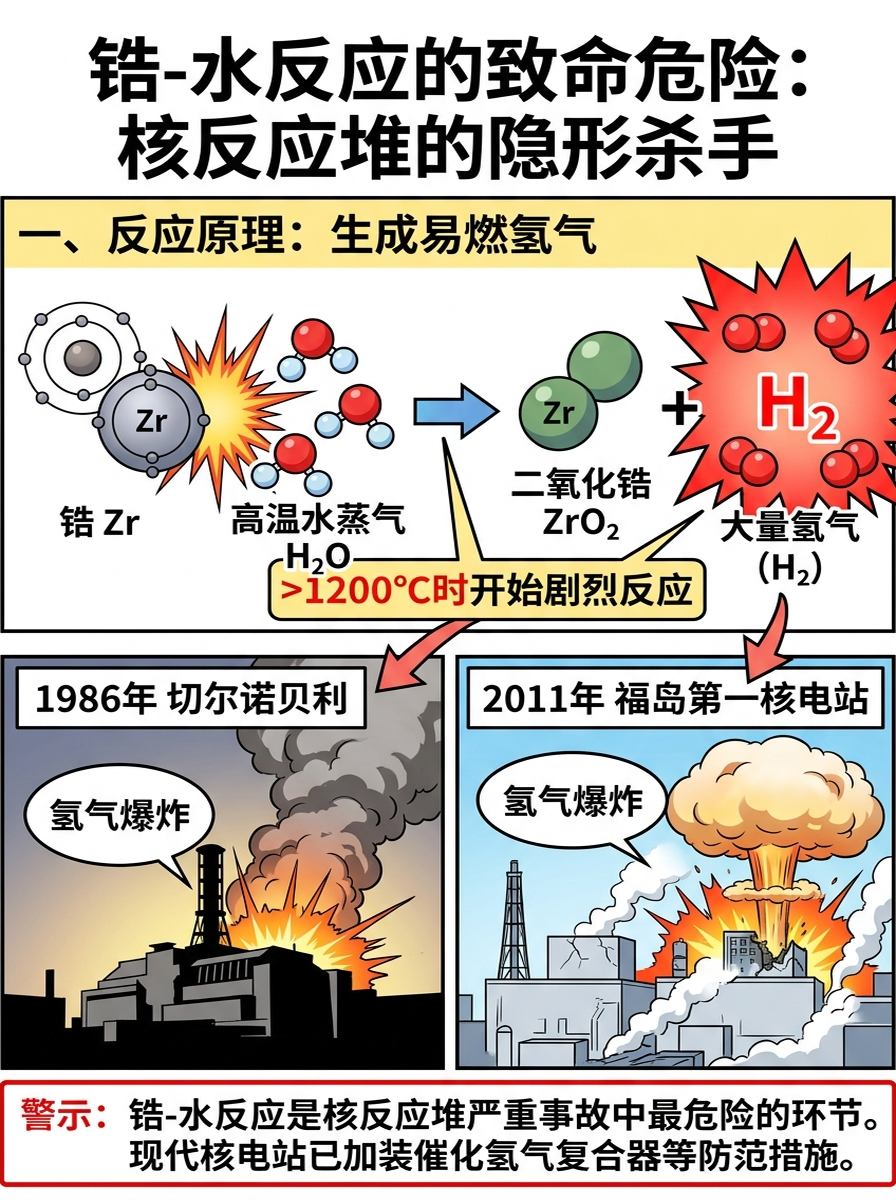 锆-水反应的致命危险：
核反应堆的隐形杀手
一、反应原理：生成易燃氢气
Zr
Zr
+
H₂
锆 Zr
高温水蒸气
H₂O
二氧化锆
ZrO₂
大量氢气
（H₂）
>1200℃时开始剧烈反应
1986年 切尔诺贝利
氢气爆炸
2011年 福岛第一核电站
氢气爆炸
警示：锆-水反应是核反应堆严重事故中最危险的环节。
现代核电站已加装催化氢气复合器等防范措施。